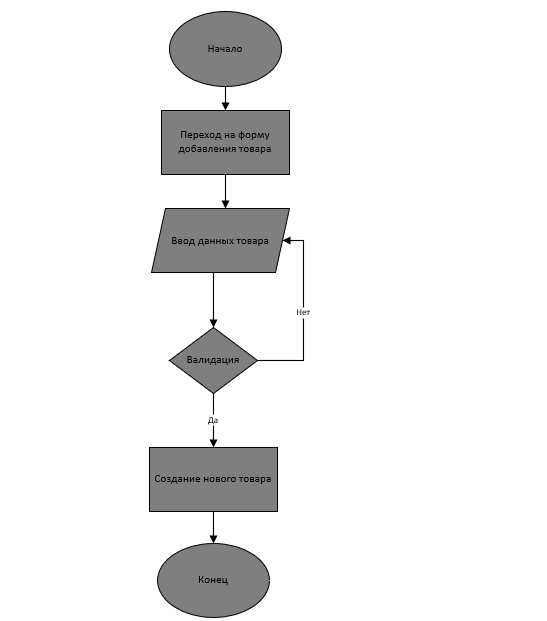 Начало
Переход на форму
добавления товара
Ввод данных товара
Нет
Валидация
Да
Создание нового товара
Конец